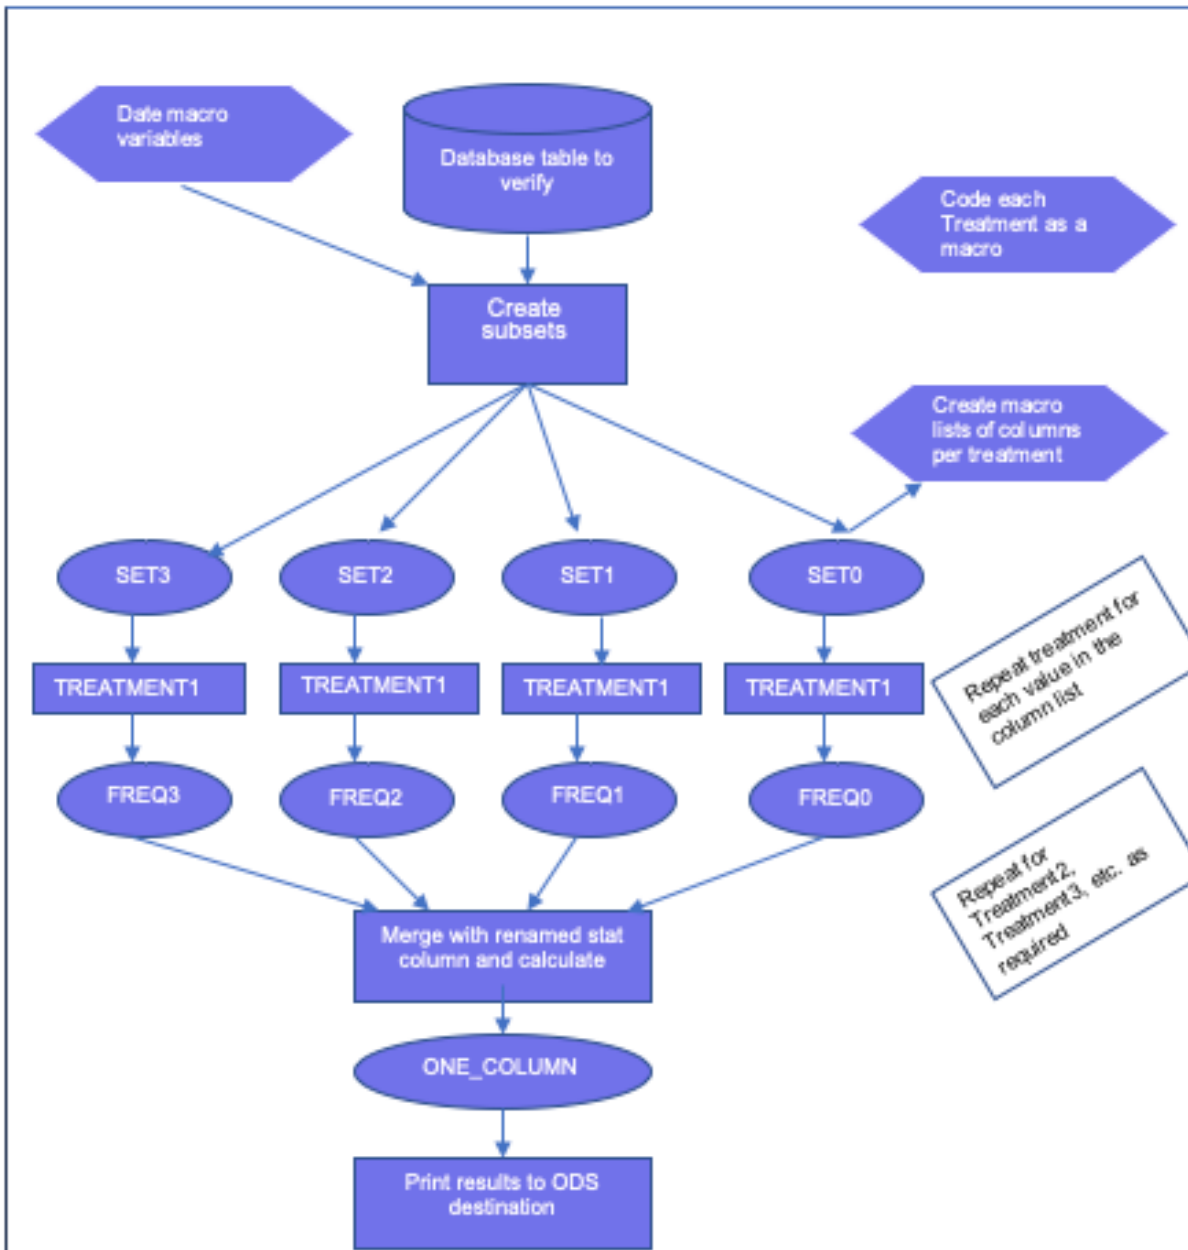 Date macro
variables
Database table to
verify
Code each
Treatment as a
macro
Create
subsets
Create macro
lists of columns
per treatment
SET3
SET2
SET1
SET0
TREATMENT1
TREATMENT1
TREATMENT1
TREATMENT1
Repeat treatment for
each value in the
column list
FREQ3
FREQ2
FREQ1
FREQ0
Repeat for
Treatment2,
Treatment3, etc. as
required
Merge with renamed stat
column and calculate
ONE_COLUMN
Print results to ODS
destination